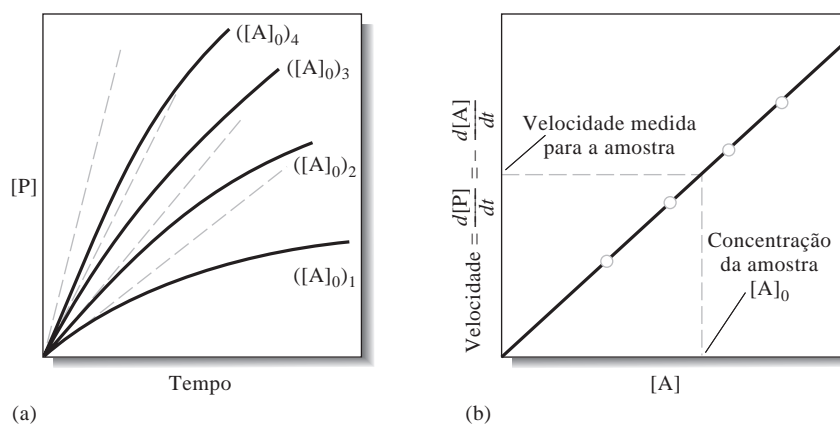 ([A]0)4
([A]0)3
([A]0)2
([A]0)1
[P]
Tempo
(a)
Velocidade = d[P]/dt = − d[A]/dt
Velocidade medida
para a amostra
Concentração
da amostra
[A]0
[A]
(b)